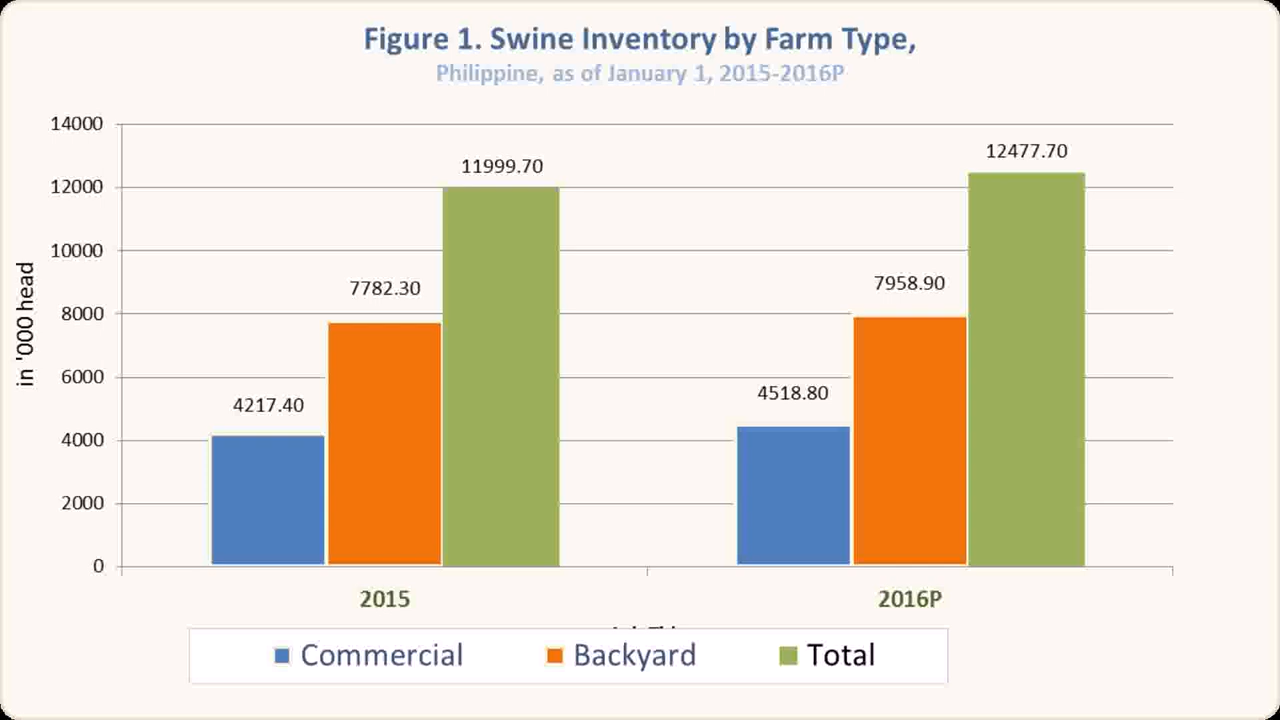 Figure 1. Swine Inventory by Farm Type,
Philippine, as of January 1, 2015-2016P
in '000 head
14000
12000
10000
8000
6000
4000
2000
0
4217.40
7782.30
11999.70
4518.80
7958.90
12477.70
2015
2016P
Commercial
Backyard
Total